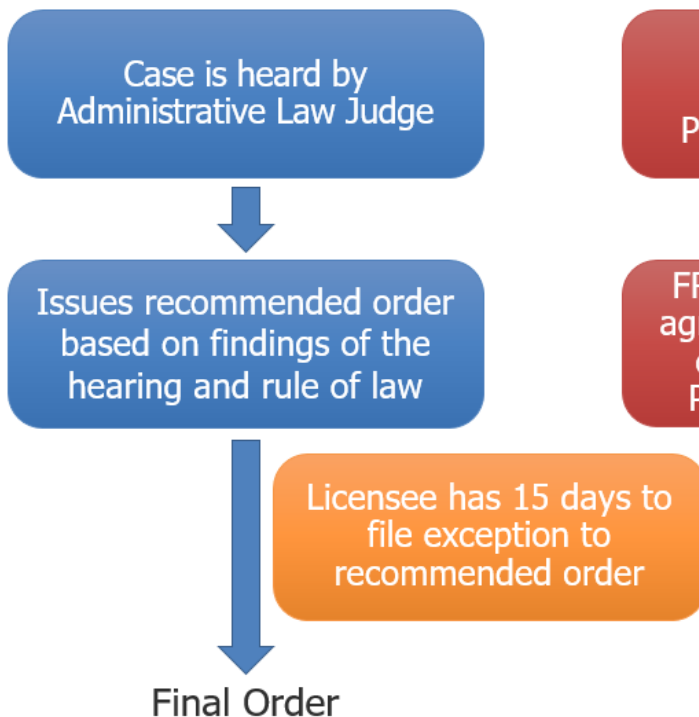 Case is heard by
Administrative Law Judge
Issues recommended order
based on findings of the
hearing and rule of law
Licensee has 15 days to
file exception to
recommended order
Final Order